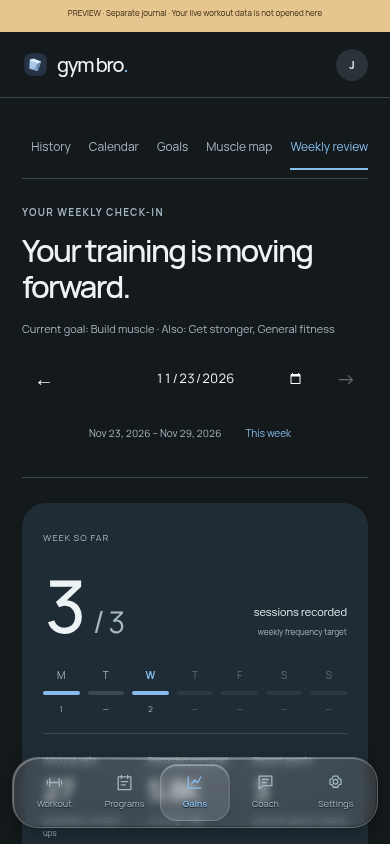 PREVIEW · Separate journal · Your live workout data is not opened here
gym bro.
J
History Calendar Goals Muscle map Weekly review
YOUR WEEKLY CHECK-IN
Your training is moving
forward.
Current goal: Build muscle · Also: Get stronger, General fitness
← 11/23/2026 →
Nov 23, 2026 – Nov 29, 2026 This week
WEEK SO FAR
3 / 3
sessions recorded
weekly frequency target
M T W T F S S
1 – 2 – – – –
Workout Programs Gains Coach Settings
ups